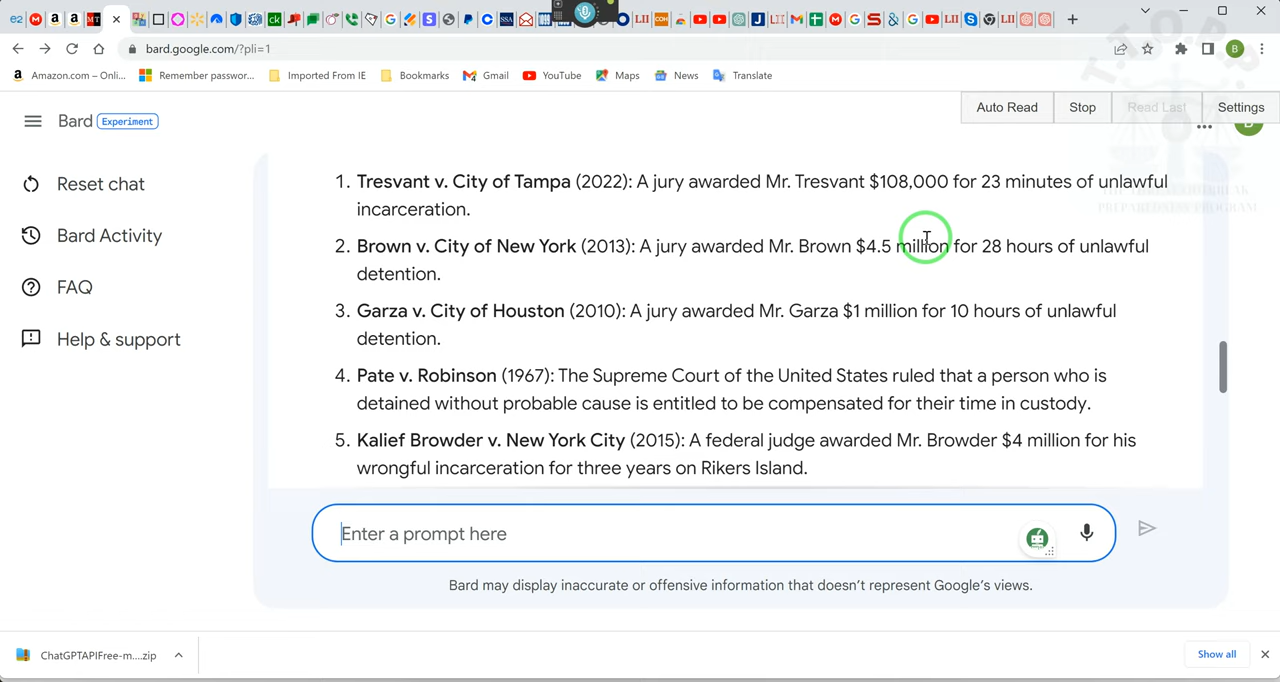 bard.google.com/?pli=1
Amazon.com – Onli...
Remember passwor...
Imported From IE
Bookmarks
Gmail
YouTube
Maps
News
Translate
Auto Read
Stop
Read Last
Settings
Bard
Experiment
Reset chat
Bard Activity
FAQ
Help & support
1. Tresvant v. City of Tampa (2022): A jury awarded Mr. Tresvant $108,000 for 23 minutes of unlawful
incarceration.
2. Brown v. City of New York (2013): A jury awarded Mr. Brown $4.5 million for 28 hours of unlawful
detention.
3. Garza v. City of Houston (2010): A jury awarded Mr. Garza $1 million for 10 hours of unlawful
detention.
4. Pate v. Robinson (1967): The Supreme Court of the United States ruled that a person who is
detained without probable cause is entitled to be compensated for their time in custody.
5. Kalief Browder v. New York City (2015): A federal judge awarded Mr. Browder $4 million for his
wrongful incarceration for three years on Rikers Island.
Enter a prompt here
Bard may display inaccurate or offensive information that doesn't represent Google's views.
ChatGPTAPIFree-m....zip
Show all